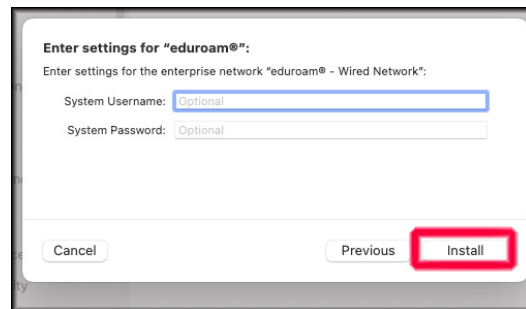 Enter settings for “eduroam®”:
Enter settings for the enterprise network “eduroam® - Wired Network”:
System Username: Optional
System Password: Optional
Cancel Previous Install